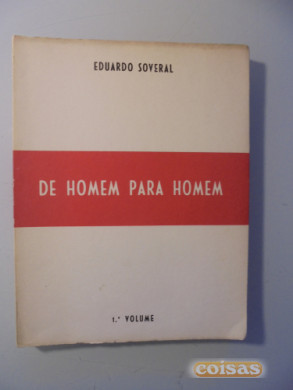 EDUARDO SOVERAL
DE HOMEM PARA HOMEM
1.º VOLUME
coisas